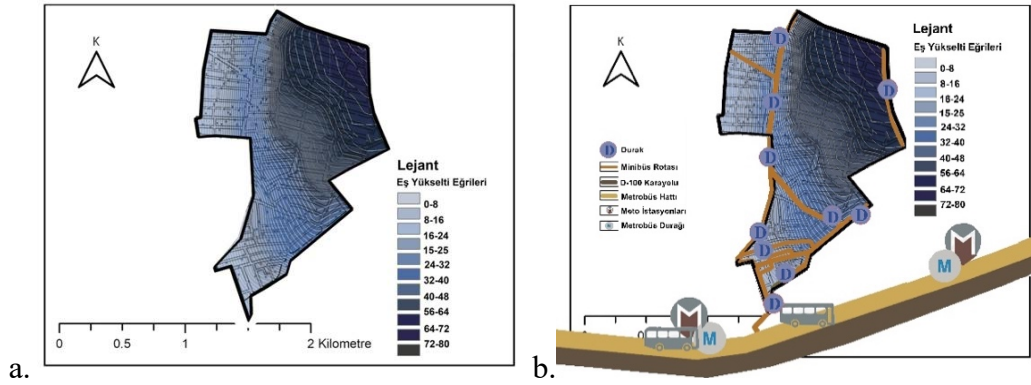 a.
K
Lejant
Eş Yükselti Eğrileri
0-8
8-16
16-24
15-25
24-32
32-40
40-48
56-64
64-72
72-80
0 0.5 1 2 Kilometre
b.
K
Lejant
Eş Yükselti Eğrileri
0-8
8-16
16-24
15-25
24-32
32-40
40-48
56-64
64-72
72-80
D Durak
Minibüs Rotası
D-100 Karayolu
Metrobüs Hattı
Meto İstasyonları
Metrobüs Durağı
D
D
D
D
D
D
D
D
D
D
M
M
M
M